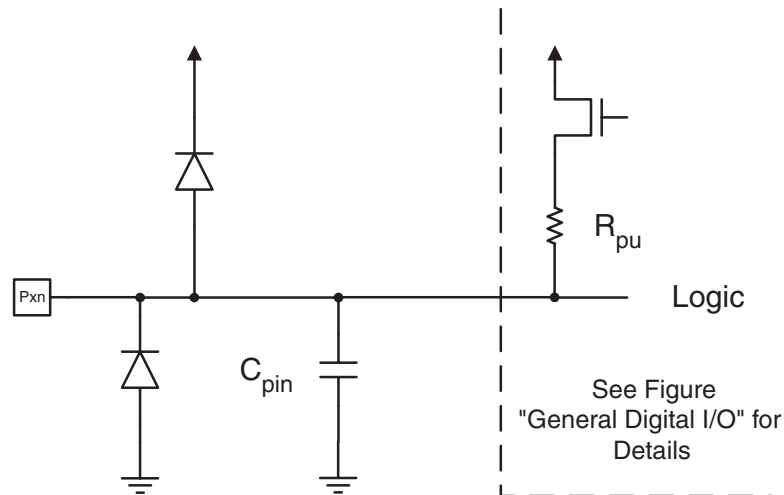 R_pu
Pxn
Logic
C_pin
See Figure
"General Digital I/O" for
Details